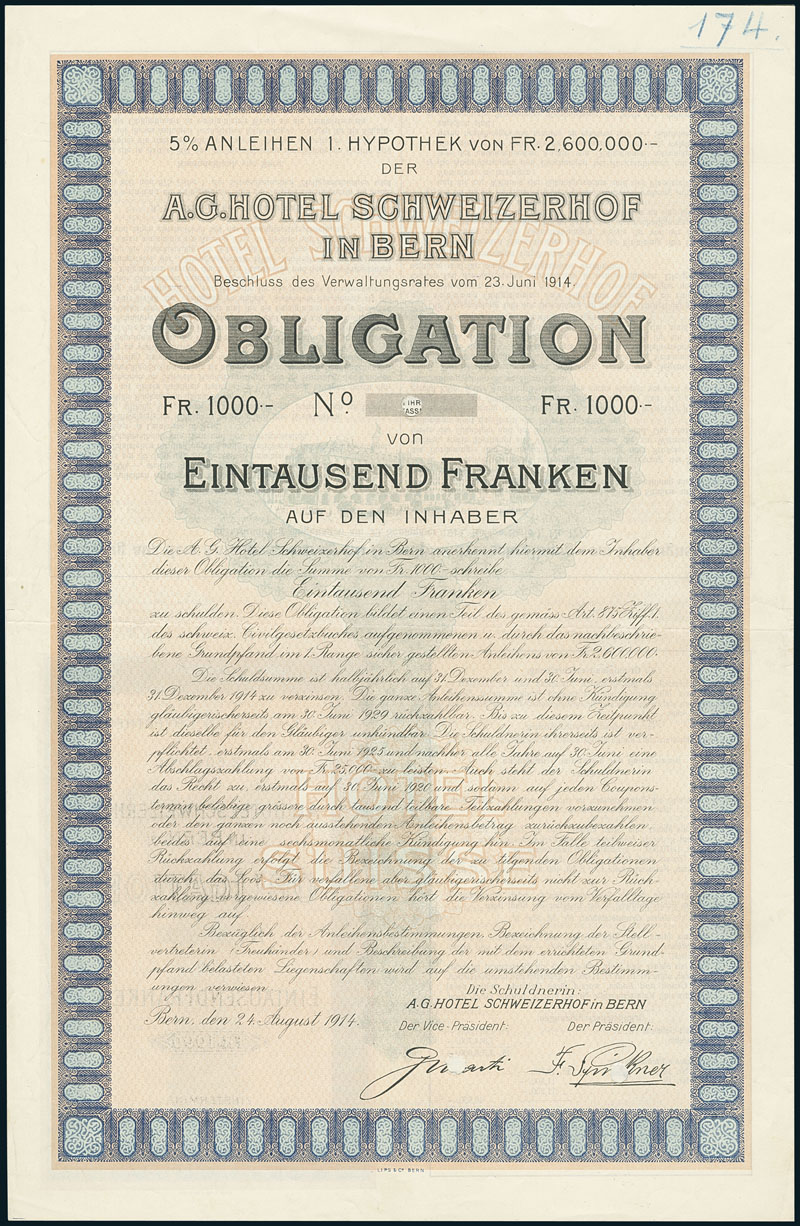 174.
5% ANLEIHEN 1. HYPOTHEK VON FR. 2,600,000.-
DER
A.G. HOTEL SCHWEIZERHOF
IN BERN
Beschluss des Verwaltungsrates vom 23. Juni 1914.
OBLIGATION
FR. 1000.- No. FR. 1000.-
VON
EINTAUSEND FRANKEN
AUF DEN INHABER
Die A. G. Hotel Schweizerhof in Bern anerkennt hiermit dem Inhaber
dieser Obligation die Summe von Fr. 1000.- schreibe
Eintausend Franken
zu schulden. Diese Obligation bildet einen Teil des gemäss Art. 875 Ziff. 1.
des schweiz. Civilgesetzbuches aufgenommenen u. durch das nachbeschrie-
bene Grundpfand im 1. Range sicher gestellten Anleihens von Fr. 2,600,000.
Die Schuldsumme ist halbjährlich auf 31. Dezember und 30. Juni, erstmals
31. Dezember 1914 zu verzinsen. Die ganze Anleihenssumme ist ohne Kündigung
gläubigerischerseits am 30. Juni 1929 rückzahlbar. Bis zu diesem Zeitpunkt
ist dieselbe für den Gläubiger unkündbar. Die Schuldnerin ihrerseits ist ver-
pflichtet, erstmals am 30. Juni 1925 und nachher alle Jahre auf 30. Juni eine
Abschlagszahlung von Fr. 25,000.- zu leisten. Auch steht der Schuldnerin
das Recht zu, erstmals auf 30. Juni 1920 und sodann auf jeden Coupons-
termin beliebige grössere durch tausend teilbare Teilzahlungen vorzunehmen
oder den ganzen noch ausstehenden Anleihensbetrag zurückzubezahlen,
beides auf eine sechsmonatliche Kündigung hin. Im Falle teilweiser
Rückzahlung erfolgt die Bezeichnung der zu tilgenden Obligationen
durch das Los. Für verfallene aber gläubigerischerseits nicht zur Rück-
zahlung vorgewiesene Obligationen hört die Verzinsung vom Verfalltage
hinweg auf.
Bezüglich der Anleihensbestimmungen, Bezeichnung der Stell-
vertreterin (Treuhänder) und Beschreibung der mit dem errichteten Grund-
pfand belasteten Liegenschaften wird auf die umstehenden Bestimm-
ungen verwiesen.
Bern, den 24. August 1914.
Die Schuldnerin:
A.G. HOTEL SCHWEIZERHOF in BERN
Der Vice-Präsident: Der Präsident:
HOTEL SCHWEIZERHOF
HOTEL
SUISSE
LIPS & Cº BERN